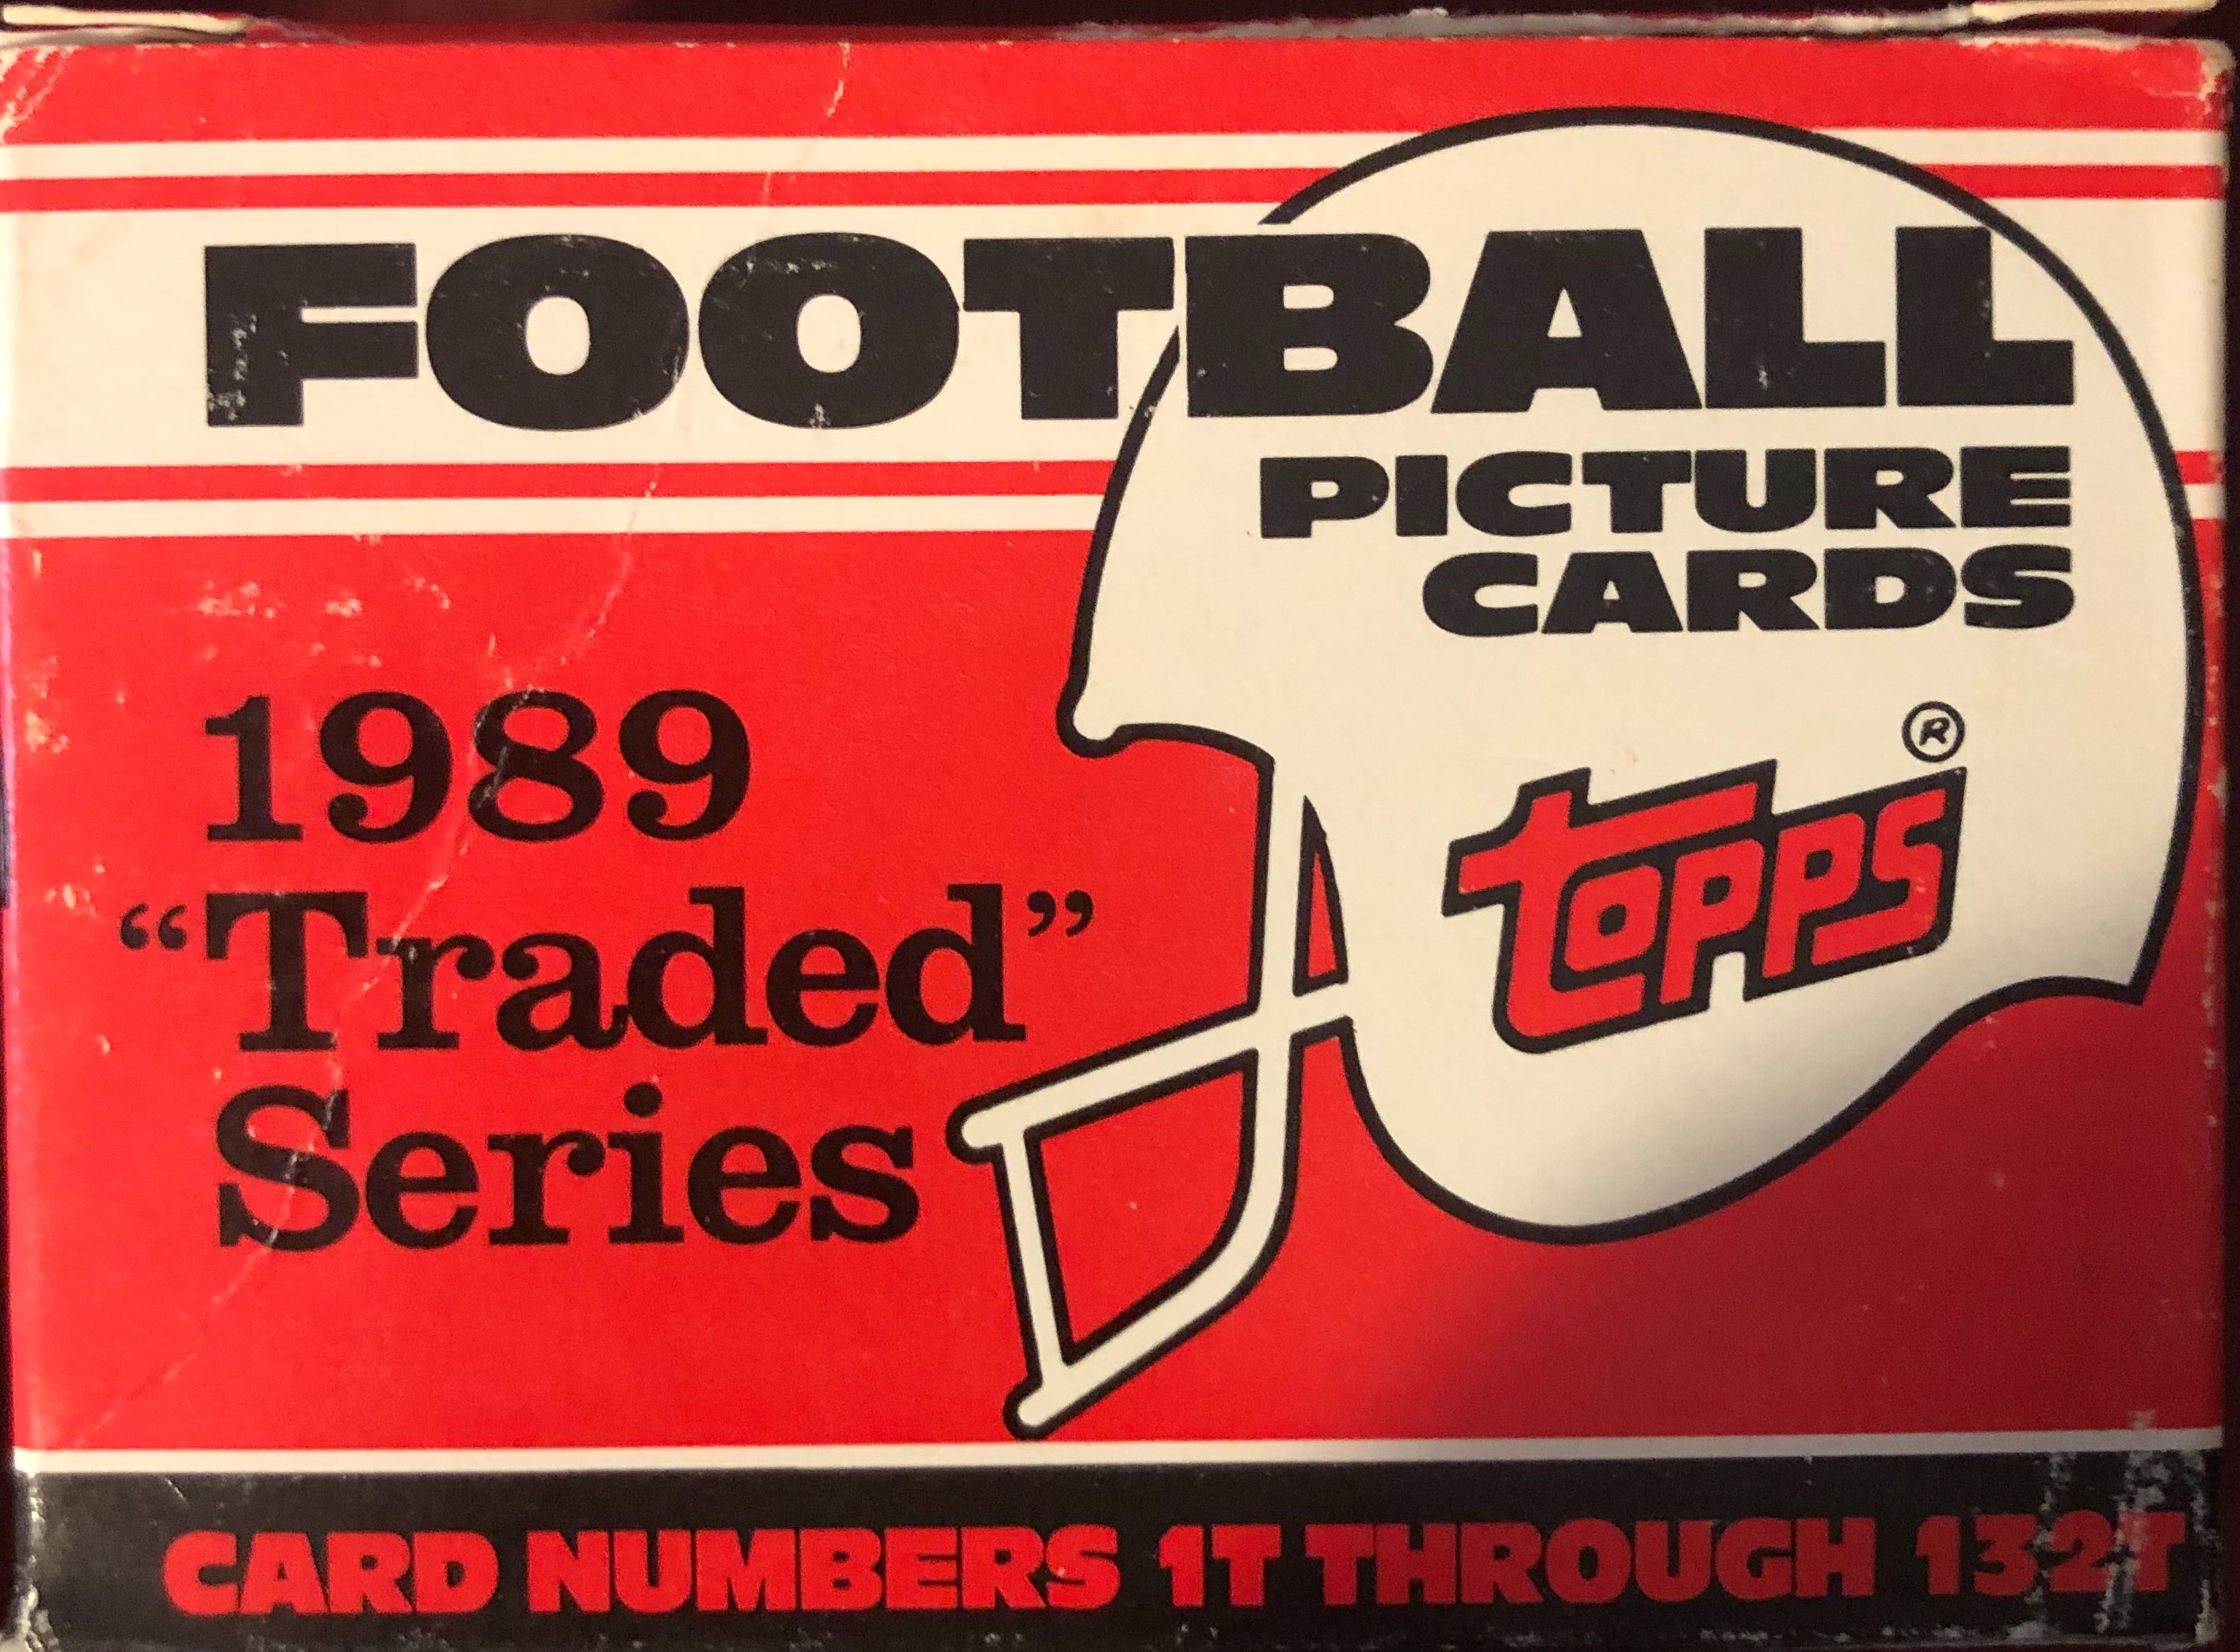 FOOTBALL
PICTURE
CARDS
1989
“Traded”
Series
TOPPS®
CARD NUMBERS 1T THROUGH 132T